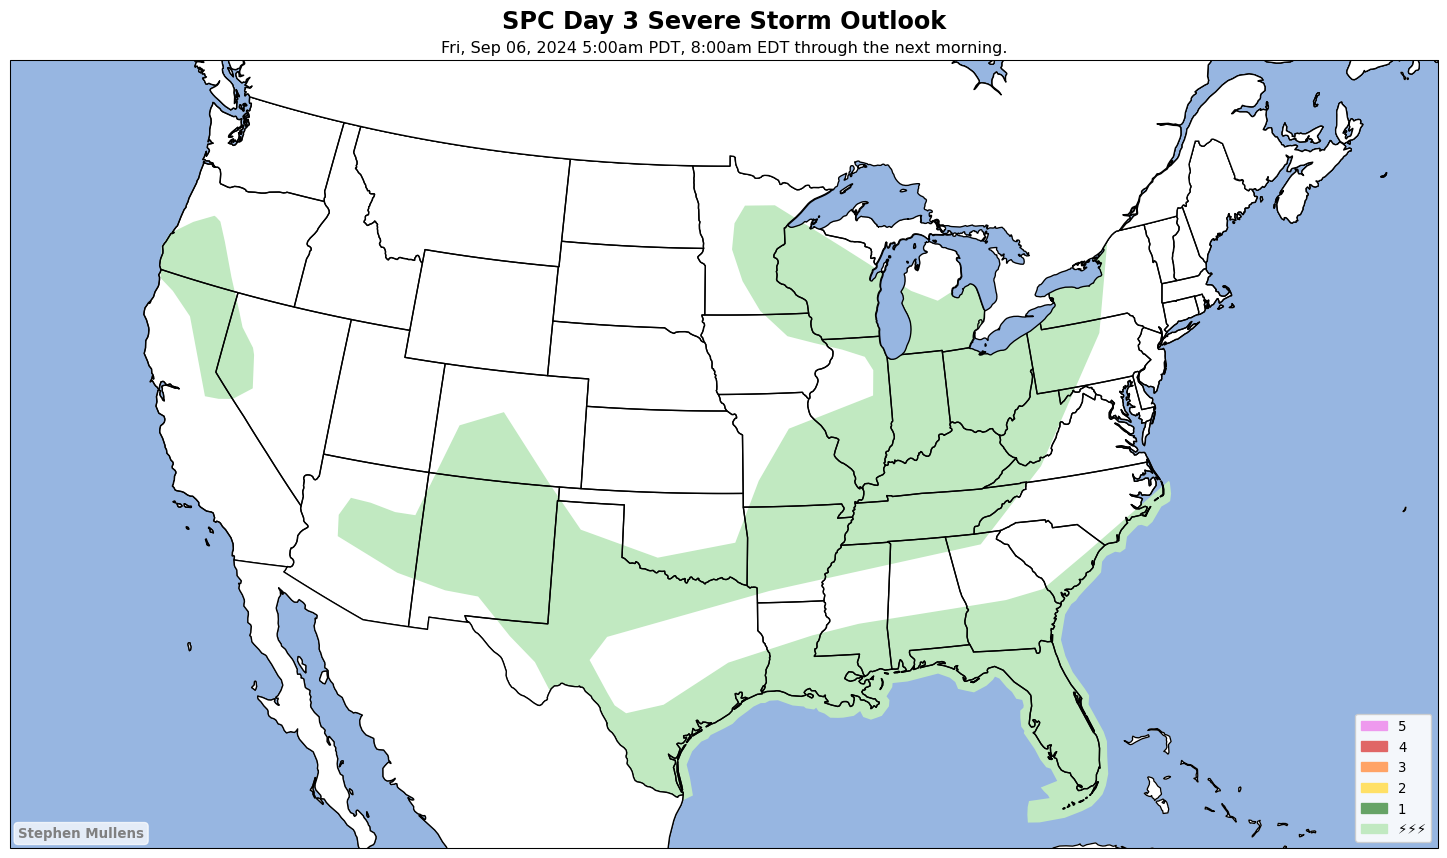 SPC Day 3 Severe Storm Outlook
Fri, Sep 06, 2024 5:00am PDT, 8:00am EDT through the next morning.
5
4
3
2
1
⚡⚡⚡
Stephen Mullens